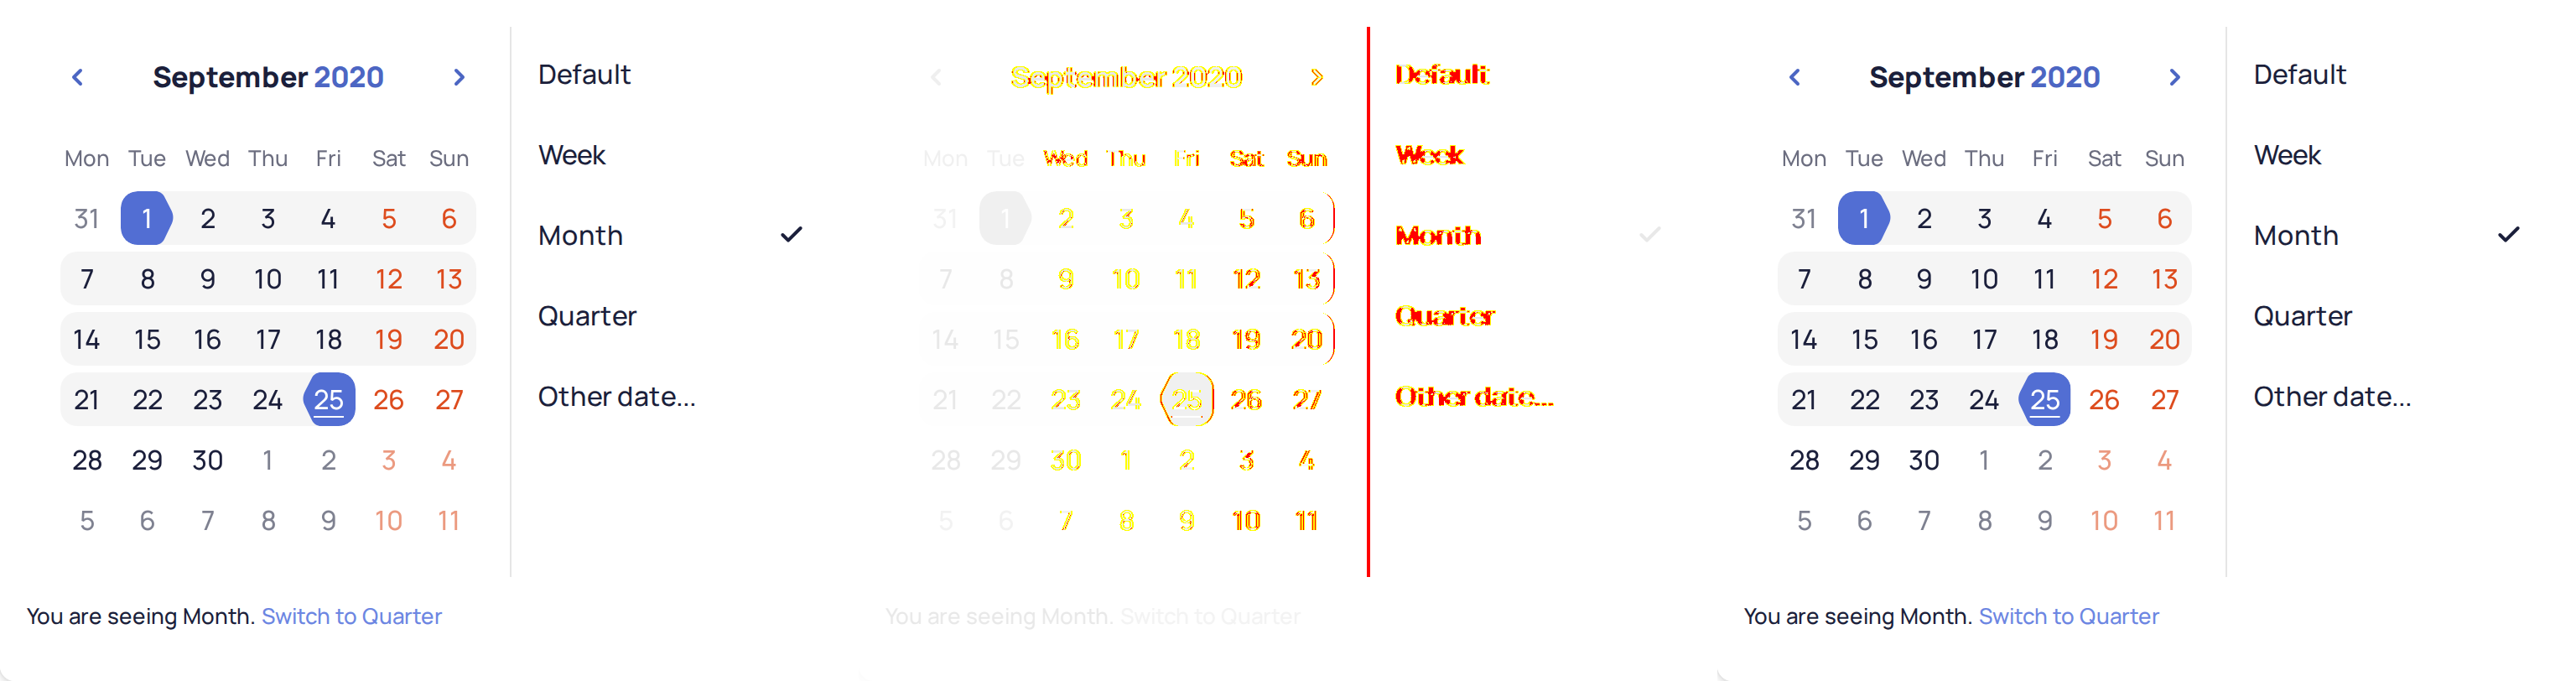 September 2020
Mon Tue Wed Thu Fri Sat Sun
31 1 2 3 4 5 6
7 8 9 10 11 12 13
14 15 16 17 18 19 20
21 22 23 24 25 26 27
28 29 30 1 2 3 4
5 6 7 8 9 10 11
Default
Week
Month
Quarter
Other date...
You are seeing Month. Switch to Quarter
September 2020
Mon Tue Wed Thu Fri Sat Sun
31 1 2 3 4 5 6
7 8 9 10 11 12 13
14 15 16 17 18 19 20
21 22 23 24 25 26 27
28 29 30 1 2 3 4
5 6 7 8 9 10 11
Default
Week
Month
Quarter
Other date...
You are seeing Month. Switch to Quarter
September 2020
Mon Tue Wed Thu Fri Sat Sun
31 1 2 3 4 5 6
7 8 9 10 11 12 13
14 15 16 17 18 19 20
21 22 23 24 25 26 27
28 29 30 1 2 3 4
5 6 7 8 9 10 11
Default
Week
Month
Quarter
Other date...
You are seeing Month. Switch to Quarter